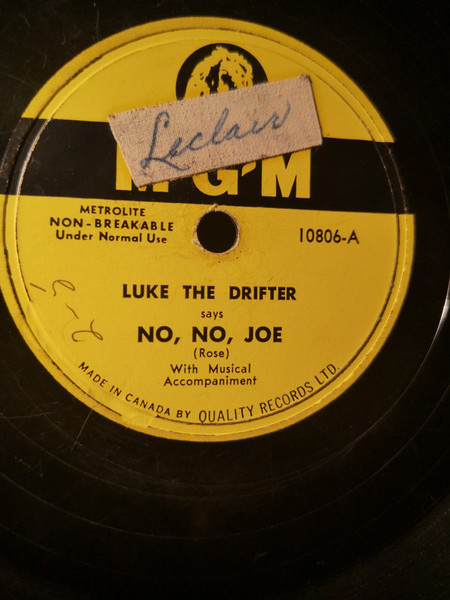 Leclair
M-G-M
METROLITE
NON-BREAKABLE
Under Normal Use
10806-A
LUKE THE DRIFTER
says
NO, NO, JOE
(Rose)
With Musical
Accompaniment
MADE IN CANADA BY QUALITY RECORDS LTD.